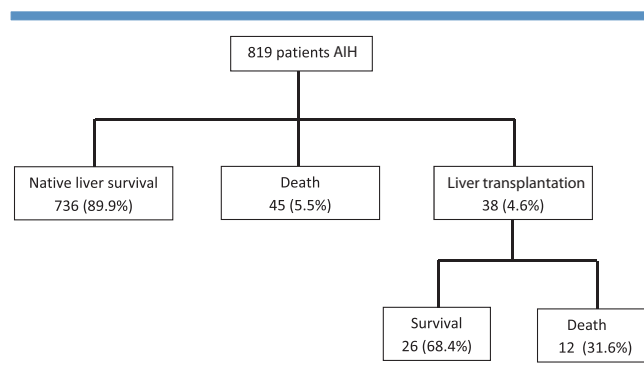 819 patients AIH
Native liver survival
736 (89.9%)
Death
45 (5.5%)
Liver transplantation
38 (4.6%)
Survival
26 (68.4%)
Death
12 (31.6%)